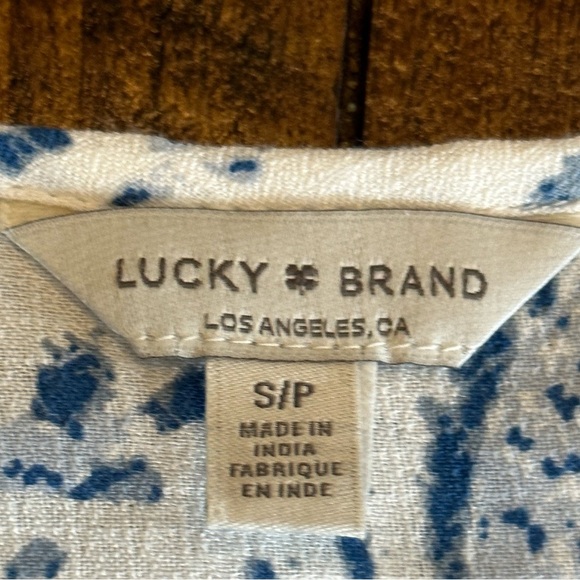 LUCKY BRAND
LOS ANGELES, CA
S/P
MADE IN
INDIA
FABRIQUE
EN INDE